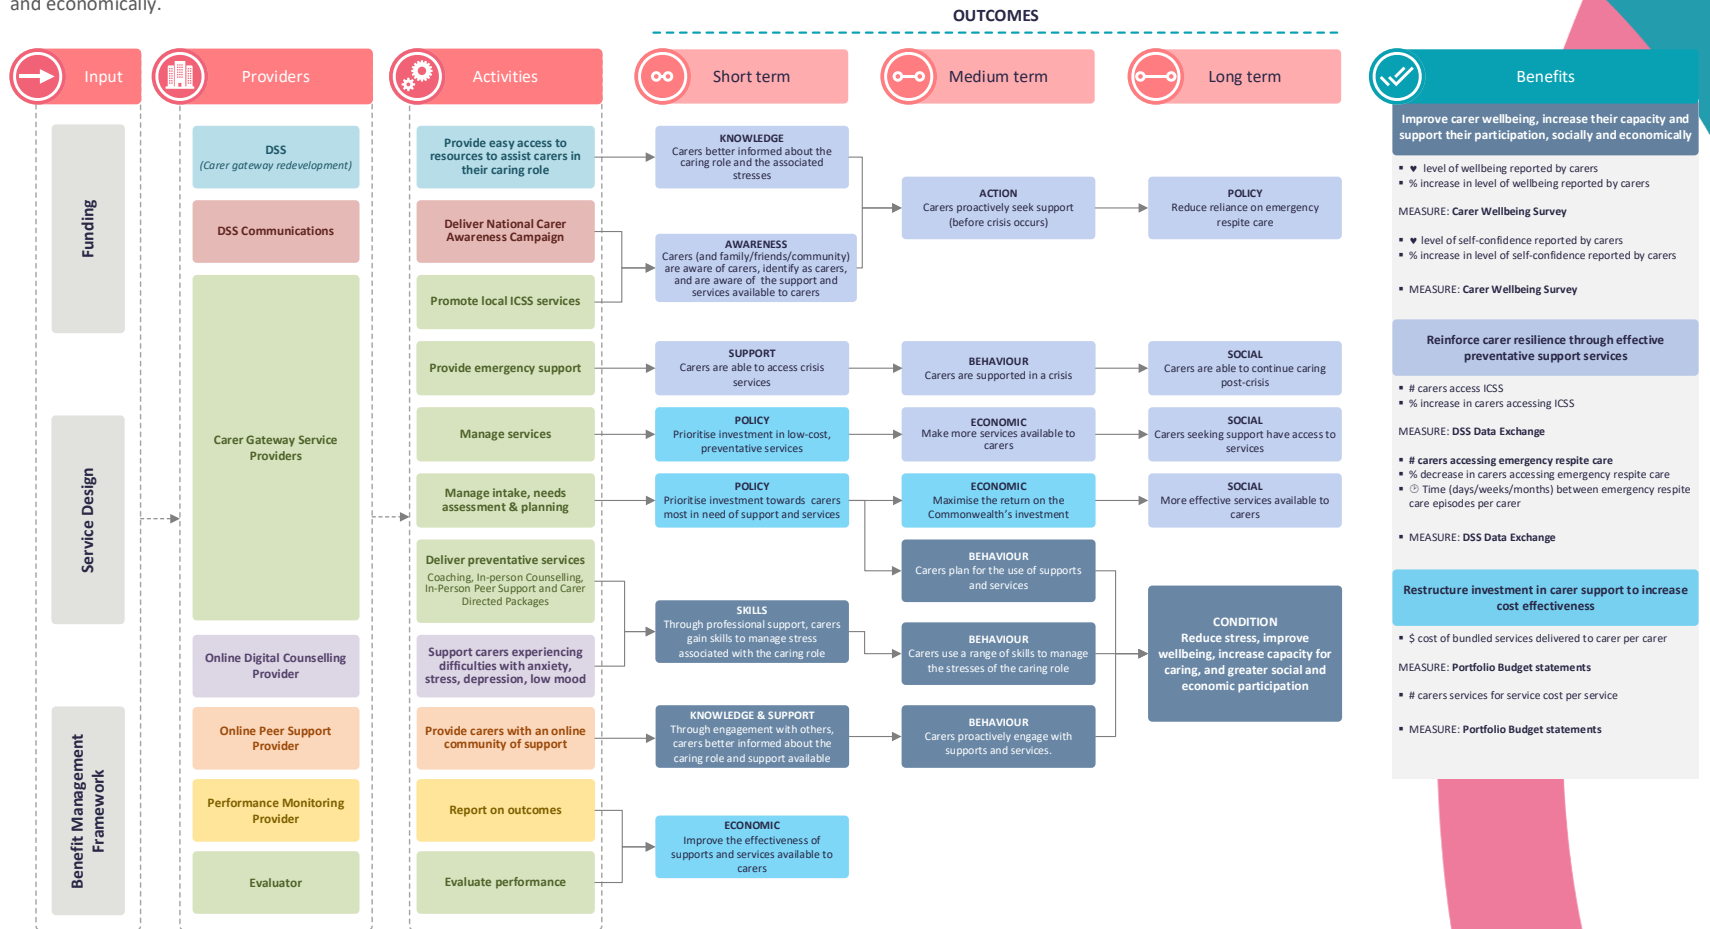 and economically.
OUTCOMES
Input
Providers
Activities
Short term
Medium term
Long term
Benefits
Funding
Service Design
Benefit Management
Framework
DSS
(Carer gateway redevelopment)
DSS Communications
Carer Gateway Service
Providers
Online Digital Counselling
Provider
Online Peer Support
Provider
Performance Monitoring
Provider
Evaluator
Provide easy access to
resources to assist carers in
their caring role
Deliver National Carer
Awareness Campaign
Promote local ICSS services
Provide emergency support
Manage services
Manage intake, needs
assessment & planning
Deliver preventative services
Coaching, In-person Counselling,
In-Person Peer Support and Carer
Directed Packages
Support carers experiencing
difficulties with anxiety,
stress, depression, low mood
Provide carers with an online
community of support
Report on outcomes
Evaluate performance
KNOWLEDGE
Carers better informed about the
caring role and the associated
stresses
AWARENESS
Carers (and family/friends/community)
are aware of carers, identify as carers,
and are aware of the support and
services available to carers
SUPPORT
Carers are able to access crisis
services
POLICY
Prioritise investment in low-cost,
preventative services
POLICY
Prioritise investment towards carers
most in need of support and services
SKILLS
Through professional support, carers
gain skills to manage stress
associated with the caring role
KNOWLEDGE & SUPPORT
Through engagement with others,
carers better informed about the
caring role and support available
ECONOMIC
Improve the effectiveness of
supports and services available to
carers
ACTION
Carers proactively seek support
(before crisis occurs)
BEHAVIOUR
Carers are supported in a crisis
ECONOMIC
Make more services available to
carers
ECONOMIC
Maximise the return on the
Commonwealth's investment
BEHAVIOUR
Carers plan for the use of supports
and services
BEHAVIOUR
Carers use a range of skills to manage
the stresses of the caring role
BEHAVIOUR
Carers proactively engage with
supports and services.
POLICY
Reduce reliance on emergency
respite care
SOCIAL
Carers are able to continue caring
post-crisis
SOCIAL
Carers seeking support have access to
services
SOCIAL
More effective services available to
carers
CONDITION
Reduce stress, improve
wellbeing, increase capacity for
caring, and greater social and
economic participation
Improve carer wellbeing, increase their capacity and
support their participation, socially and economically
▪ ♥ level of wellbeing reported by carers
▪ % increase in level of wellbeing reported by carers
MEASURE: Carer Wellbeing Survey
▪ ♥ level of self-confidence reported by carers
▪ % increase in level of self-confidence reported by carers
▪ MEASURE: Carer Wellbeing Survey
Reinforce carer resilience through effective
preventative support services
▪ # carers access ICSS
▪ % increase in carers accessing ICSS
MEASURE: DSS Data Exchange
▪ # carers accessing emergency respite care
▪ % decrease in carers accessing emergency respite care
▪ 🕑 Time (days/weeks/months) between emergency respite
care episodes per carer
▪ MEASURE: DSS Data Exchange
Restructure investment in carer support to increase
cost effectiveness
▪ $ cost of bundled services delivered to carer per carer
MEASURE: Portfolio Budget statements
▪ # carers services for service cost per service
▪ MEASURE: Portfolio Budget statements